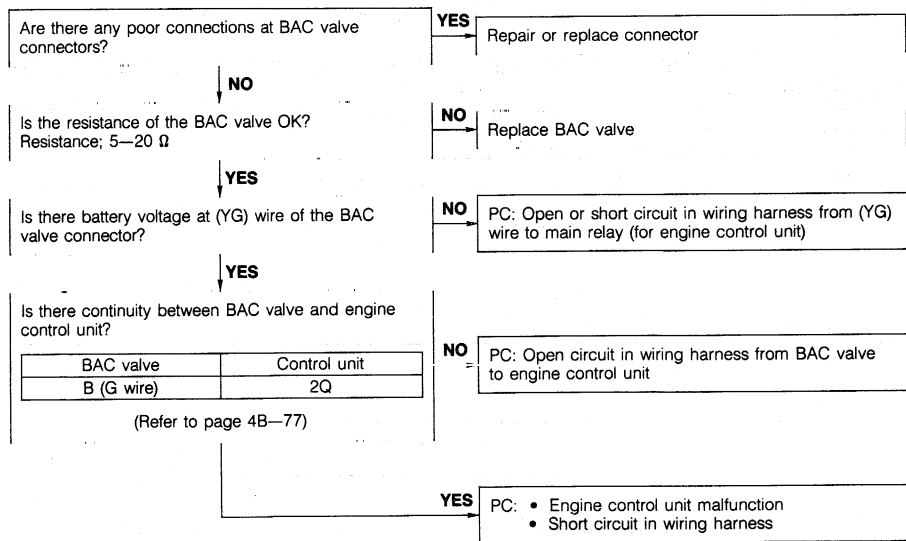 Are there any poor connections at BAC valve
connectors?
YES
Repair or replace connector
NO
Is the resistance of the BAC valve OK?
Resistance; 5—20 Ω
NO
Replace BAC valve
YES
Is there battery voltage at (YG) wire of the BAC
valve connector?
NO
PC: Open or short circuit in wiring harness from (YG)
wire to main relay (for engine control unit)
YES
Is there continuity between BAC valve and engine
control unit?
BAC valve Control unit
B (G wire) 2Q
(Refer to page 4B—77)
NO
PC: Open circuit in wiring harness from BAC valve
to engine control unit
YES
PC: • Engine control unit malfunction
• Short circuit in wiring harness